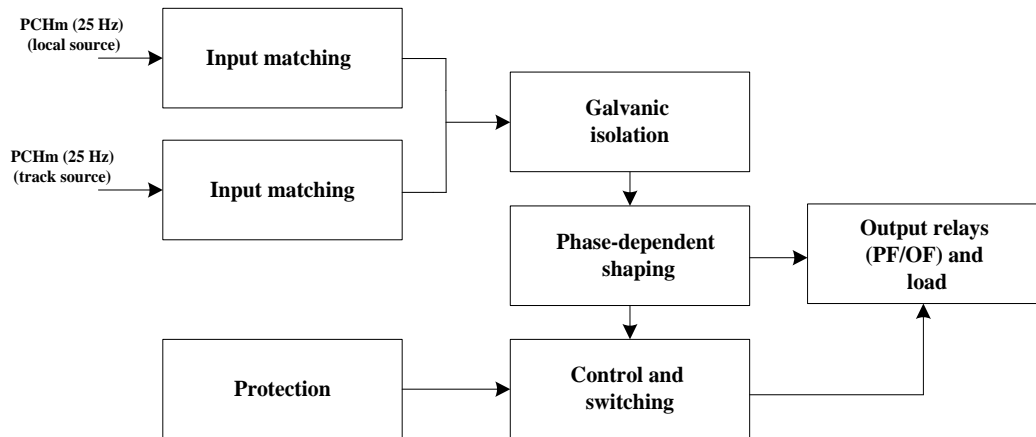 PCHm (25 Hz)
(local source)
Input matching
Galvanic
isolation
PCHm (25 Hz)
(track source)
Input matching
Phase-dependent
shaping
Output relays
(PF/OF) and
load
Protection
Control and
switching